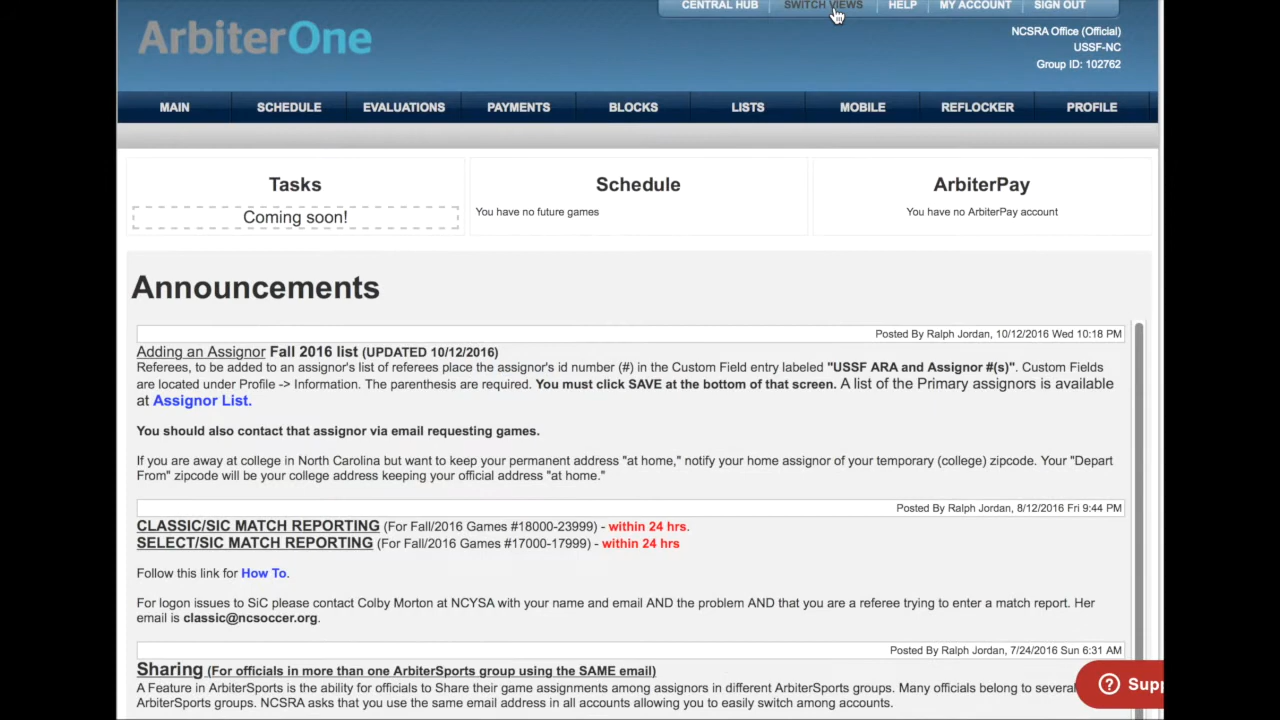 CENTRAL HUB SWITCH VIEWS HELP MY ACCOUNT SIGN OUT
ArbiterOne
NCSRA Office (Official)
USSF-NC
Group ID: 102762
MAIN SCHEDULE EVALUATIONS PAYMENTS BLOCKS LISTS MOBILE REFLOCKER PROFILE
Tasks
Coming soon!
Schedule
You have no future games
ArbiterPay
You have no ArbiterPay account
Announcements
Posted By Ralph Jordan, 10/12/2016 Wed 10:18 PM
Adding an Assignor Fall 2016 list (UPDATED 10/12/2016)
Referees, to be added to an assignor's list of referees place the assignor's id number (#) in the Custom Field entry labeled "USSF ARA and Assignor #(s)". Custom Fields
are located under Profile -> Information. The parenthesis are required. You must click SAVE at the bottom of that screen. A list of the Primary assignors is available
at Assignor List.
You should also contact that assignor via email requesting games.
If you are away at college in North Carolina but want to keep your permanent address "at home," notify your home assignor of your temporary (college) zipcode. Your "Depart
From" zipcode will be your college address keeping your official address "at home."
Posted By Ralph Jordan, 8/12/2016 Fri 9:44 PM
CLASSIC/SIC MATCH REPORTING (For Fall/2016 Games #18000-23999) - within 24 hrs.
SELECT/SIC MATCH REPORTING (For Fall/2016 Games #17000-17999) - within 24 hrs
Follow this link for How To.
For logon issues to SiC please contact Colby Morton at NCYSA with your name and email AND the problem AND that you are a referee trying to enter a match report. Her
email is classic@ncsoccer.org.
Posted By Ralph Jordan, 7/24/2016 Sun 6:31 AM
Sharing (For officials in more than one ArbiterSports group using the SAME email)
A Feature in ArbiterSports is the ability for officials to Share their game assignments among assignors in different ArbiterSports groups. Many officials belong to several
ArbiterSports groups. NCSRA asks that you use the same email address in all accounts allowing you to easily switch among accounts.
Supp